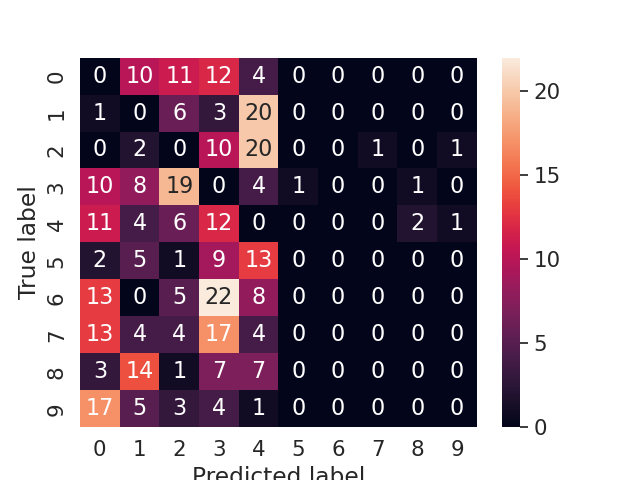 0 0 10 11 12 4 0 0 0 0 0
1 1 0 6 3 20 0 0 0 0 0
2 0 2 0 10 20 0 0 1 0 1
3 10 8 19 0 4 1 0 0 1 0
4 11 4 6 12 0 0 0 0 2 1
5 2 5 1 9 13 0 0 0 0 0
6 13 0 5 22 8 0 0 0 0 0
7 13 4 4 17 4 0 0 0 0 0
8 3 14 1 7 7 0 0 0 0 0
9 17 5 3 4 1 0 0 0 0 0
0 1 2 3 4 5 6 7 8 9
Predicted label
True label
20
15
10
5
0